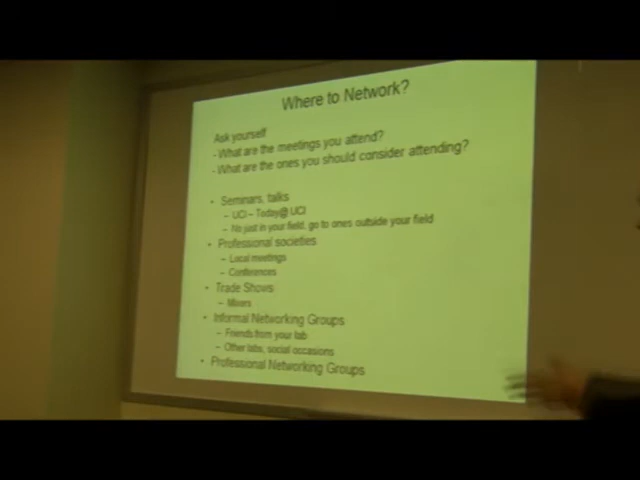 Where to Network?
Ask yourself
- What are the meetings you attend?
- What are the ones you should consider attending?
• Seminars, talks
– UCI – Today@ UCI
– No just in your field, go to ones outside your field
• Professional societies
– Local meetings
– Conferences
• Trade Shows
– Mixers
• Informal Networking Groups
– Friends from your lab
– Other labs, social occasions
• Professional Networking Groups